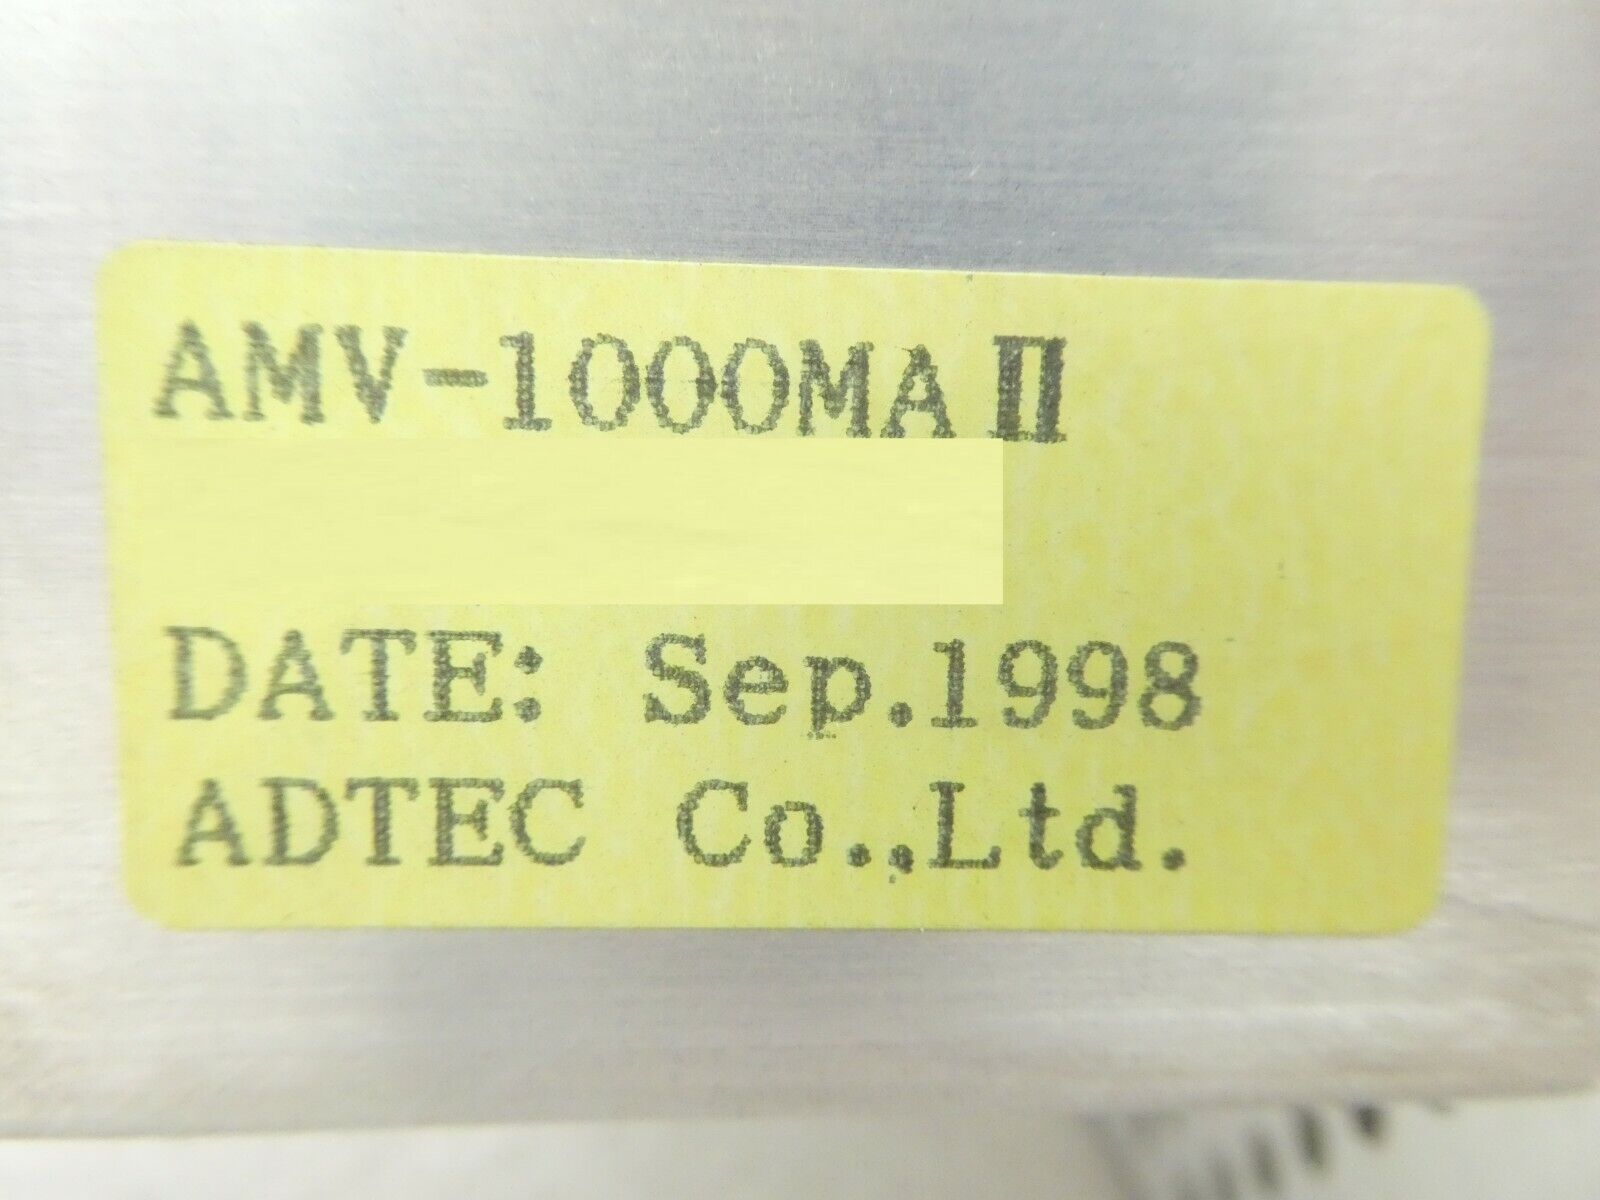 AMV-1000MAⅡ
DATE: Sep.1998
ADTEC Co.,Ltd.